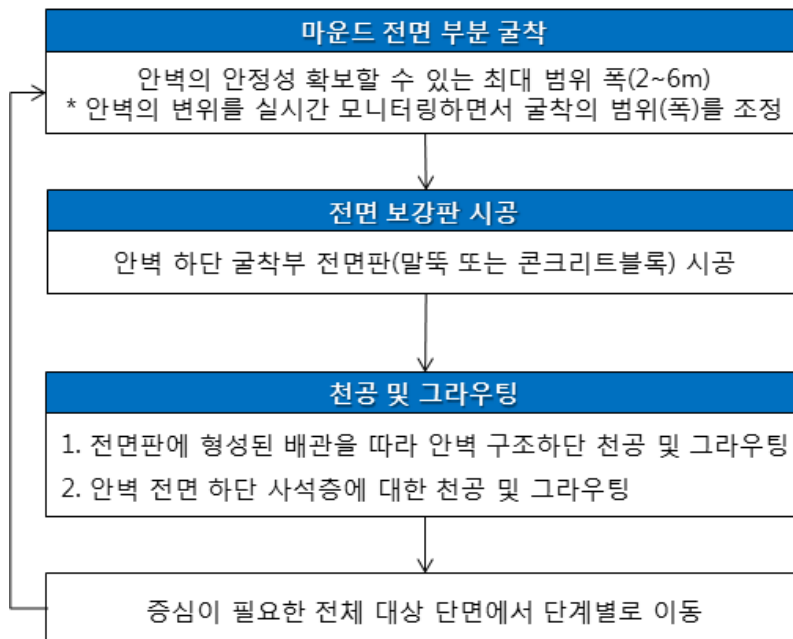 마운드 전면 부분 굴착
안벽의 안정성 확보할 수 있는 최대 범위 폭(2~6m)
* 안벽의 변위를 실시간 모니터링하면서 굴착의 범위(폭)를 조정
전면 보강판 시공
안벽 하단 굴착부 전면판(말뚝 또는 콘크리트블록) 시공
천공 및 그라우팅
1. 전면판에 형성된 배관을 따라 안벽 구조하단 천공 및 그라우팅
2. 안벽 전면 하단 사석층에 대한 천공 및 그라우팅
증심이 필요한 전체 대상 단면에서 단계별로 이동